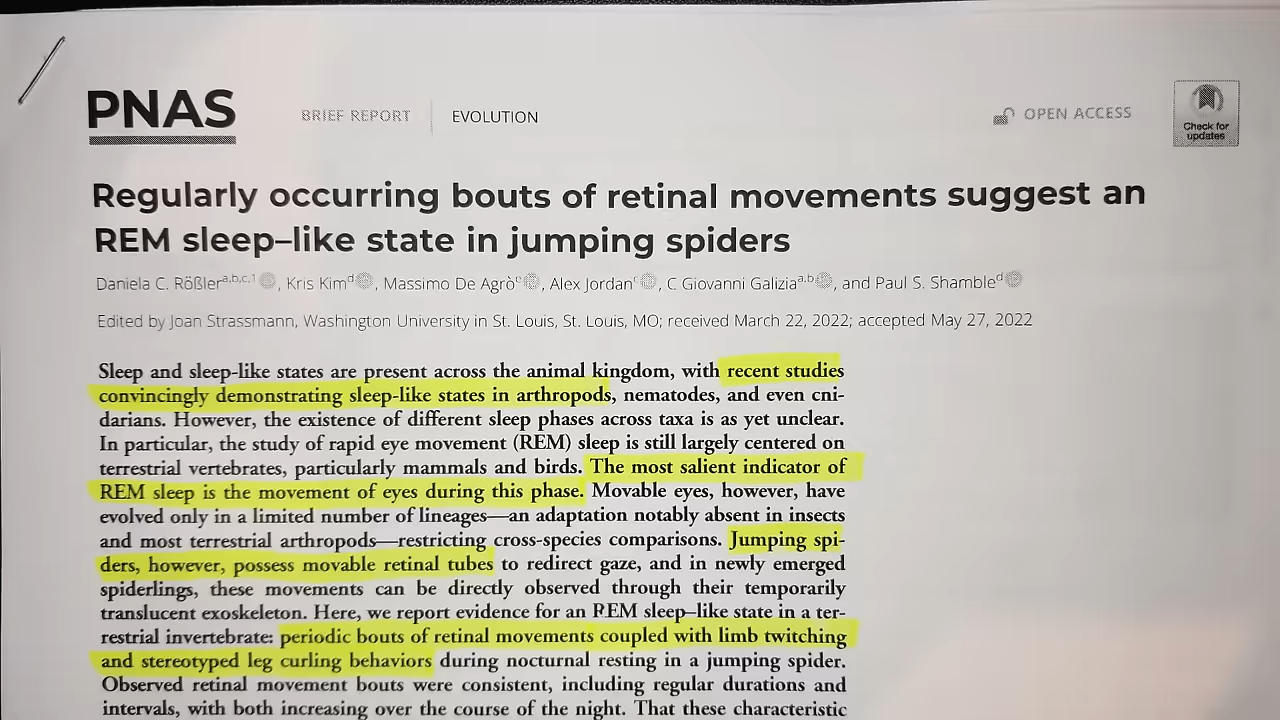 PNAS
BRIEF REPORT | EVOLUTION
OPEN ACCESS
Check for
updates
Regularly occurring bouts of retinal movements suggest an
REM sleep–like state in jumping spiders
Daniela C. Rößlera,b,c,1, Kris Kimd, Massimo De Agròe, Alex Jordanc, C Giovanni Galiziaa,b, and Paul S. Shambled
Edited by Joan Strassmann, Washington University in St. Louis, St. Louis, MO; received March 22, 2022; accepted May 27, 2022
Sleep and sleep-like states are present across the animal kingdom, with recent studies
convincingly demonstrating sleep-like states in arthropods, nematodes, and even cni-
darians. However, the existence of different sleep phases across taxa is as yet unclear.
In particular, the study of rapid eye movement (REM) sleep is still largely centered on
terrestrial vertebrates, particularly mammals and birds. The most salient indicator of
REM sleep is the movement of eyes during this phase. Movable eyes, however, have
evolved only in a limited number of lineages—an adaptation notably absent in insects
and most terrestrial arthropods—restricting cross-species comparisons. Jumping spi-
ders, however, possess movable retinal tubes to redirect gaze, and in newly emerged
spiderlings, these movements can be directly observed through their temporarily
translucent exoskeleton. Here, we report evidence for an REM sleep–like state in a ter-
restrial invertebrate: periodic bouts of retinal movements coupled with limb twitching
and stereotyped leg curling behaviors during nocturnal resting in a jumping spider.
Observed retinal movement bouts were consistent, including regular durations and
intervals, with both increasing over the course of the night. That these characteristic